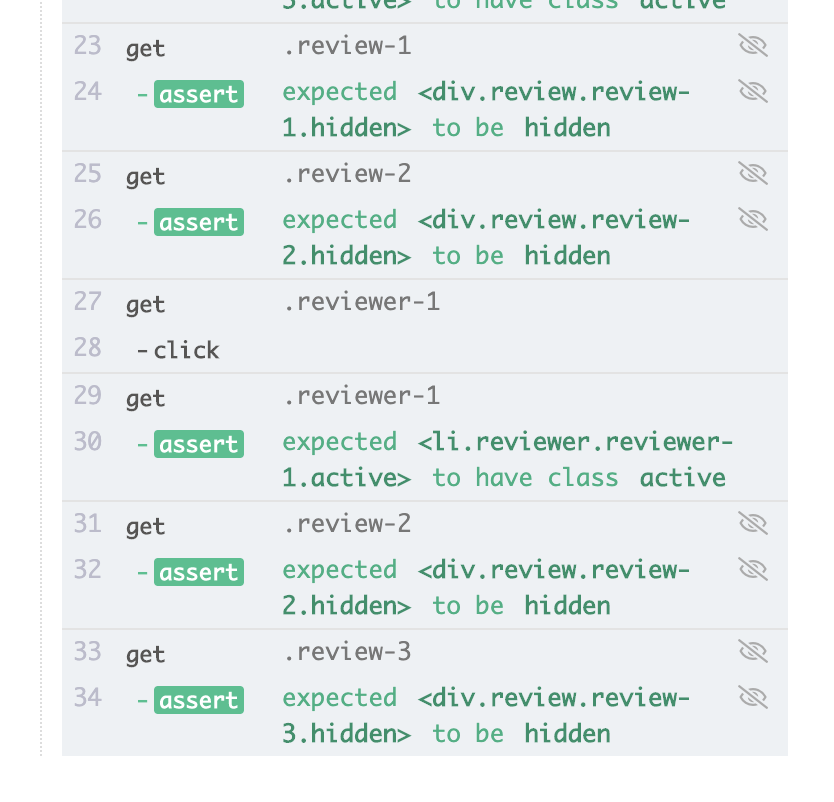 3.active> to have class active
23 get .review-1
24 -assert expected <div.review.review-
1.hidden> to be hidden
25 get .review-2
26 -assert expected <div.review.review-
2.hidden> to be hidden
27 get .reviewer-1
28 -click
29 get .reviewer-1
30 -assert expected <li.reviewer.reviewer-
1.active> to have class active
31 get .review-2
32 -assert expected <div.review.review-
2.hidden> to be hidden
33 get .review-3
34 -assert expected <div.review.review-
3.hidden> to be hidden